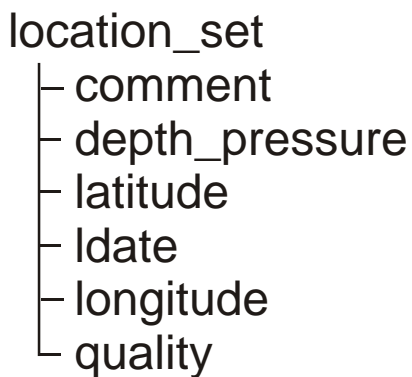 location_set
comment
depth_pressure
latitude
ldate
longitude
quality